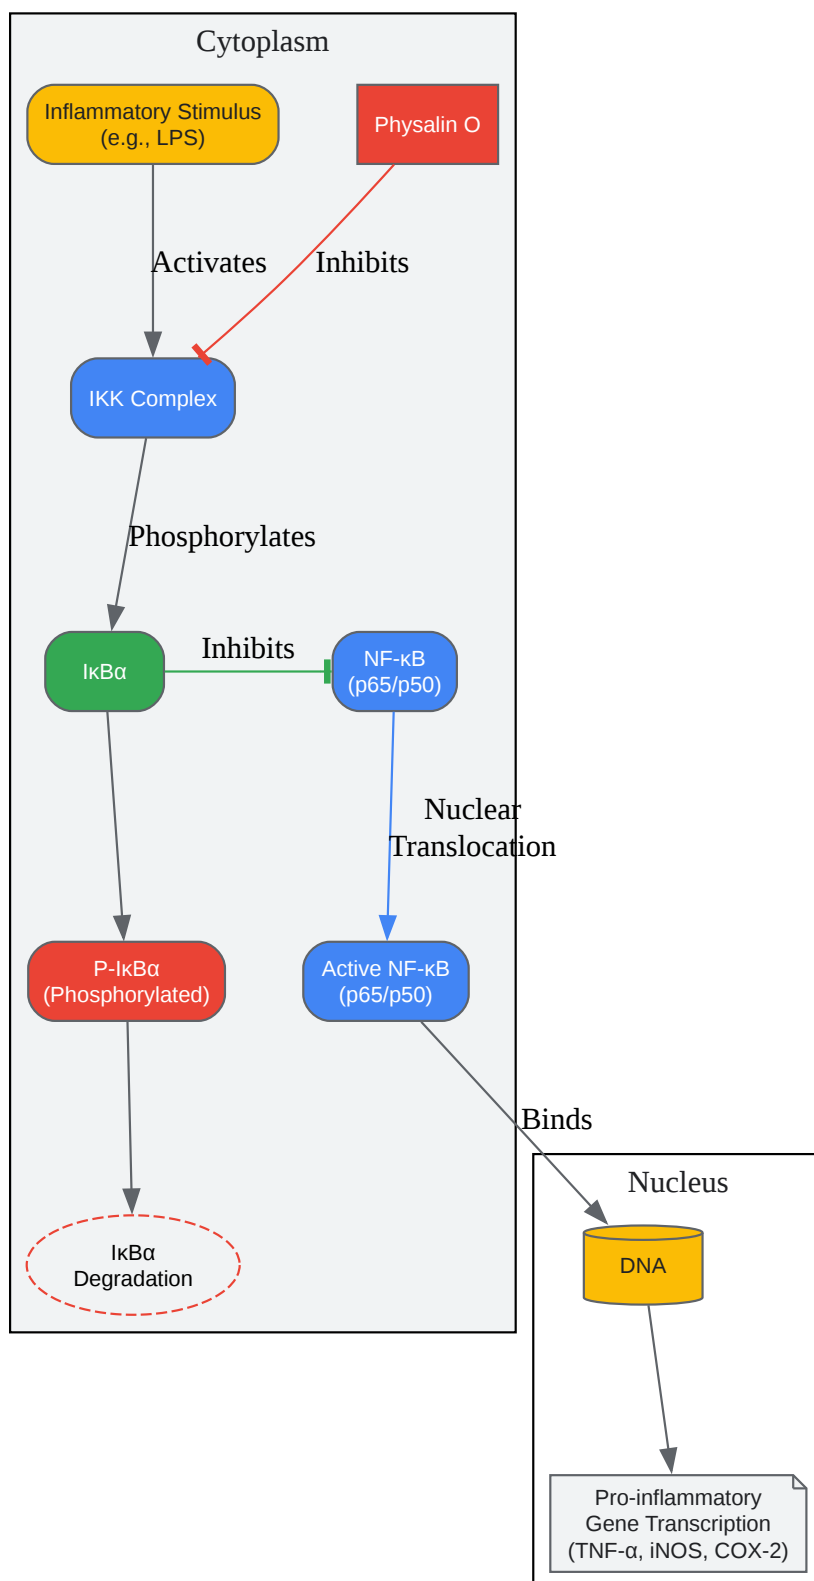 Cytoplasm
Inflammatory Stimulus
(e.g., LPS)
Physalin O
Activates
Inhibits
IKK Complex
Phosphorylates
IκBα
Inhibits
NF-κB
(p65/p50)
Nuclear
Translocation
P-IκBα
(Phosphorylated)
Active NF-κB
(p65/p50)
Binds
Nucleus
IκBα
Degradation
DNA
Pro-inflammatory
Gene Transcription
(TNF-α, iNOS, COX-2)